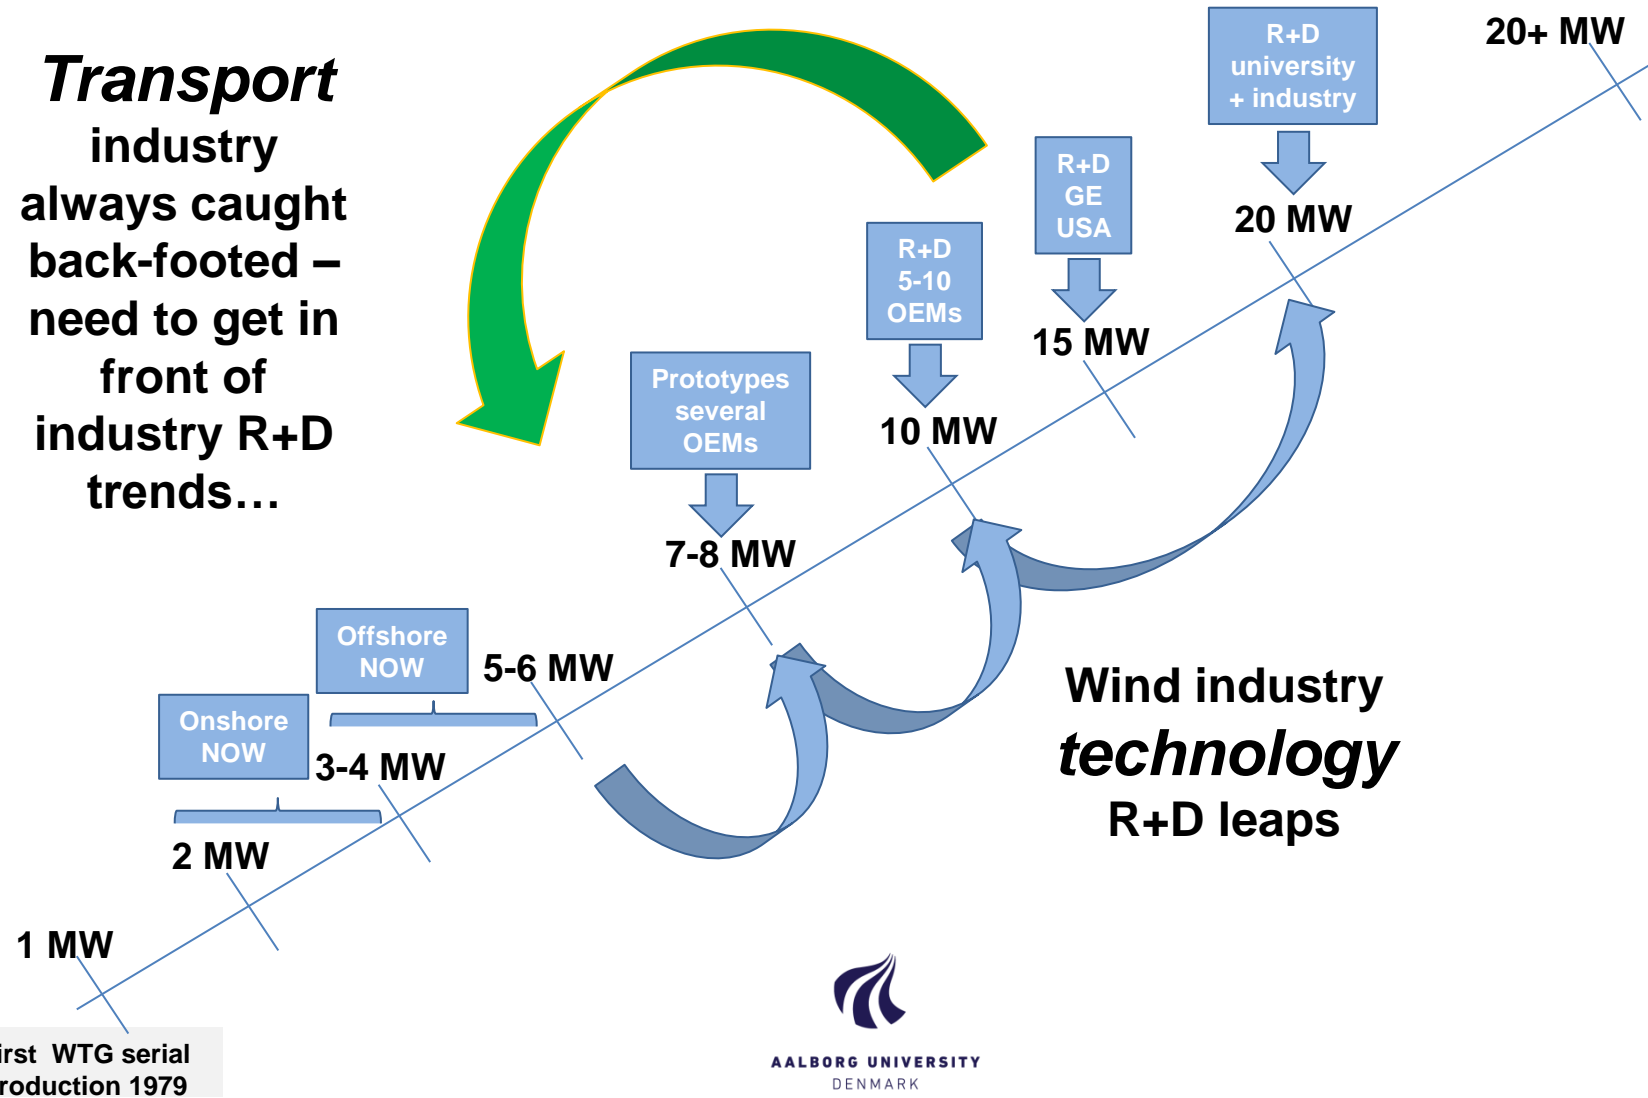 Transport
industry
always caught
back-footed –
need to get in
front of
industry R+D
trends…
20+ MW
R+D
university
+ industry
20 MW
R+D
GE
USA
15 MW
R+D
5-10
OEMs
10 MW
Prototypes
several
OEMs
7-8 MW
Offshore
NOW
5-6 MW
Onshore
NOW
3-4 MW
2 MW
1 MW
Wind industry
technology
R+D leaps
irst WTG serial
roduction 1979
AALBORG UNIVERSITY
DENMARK